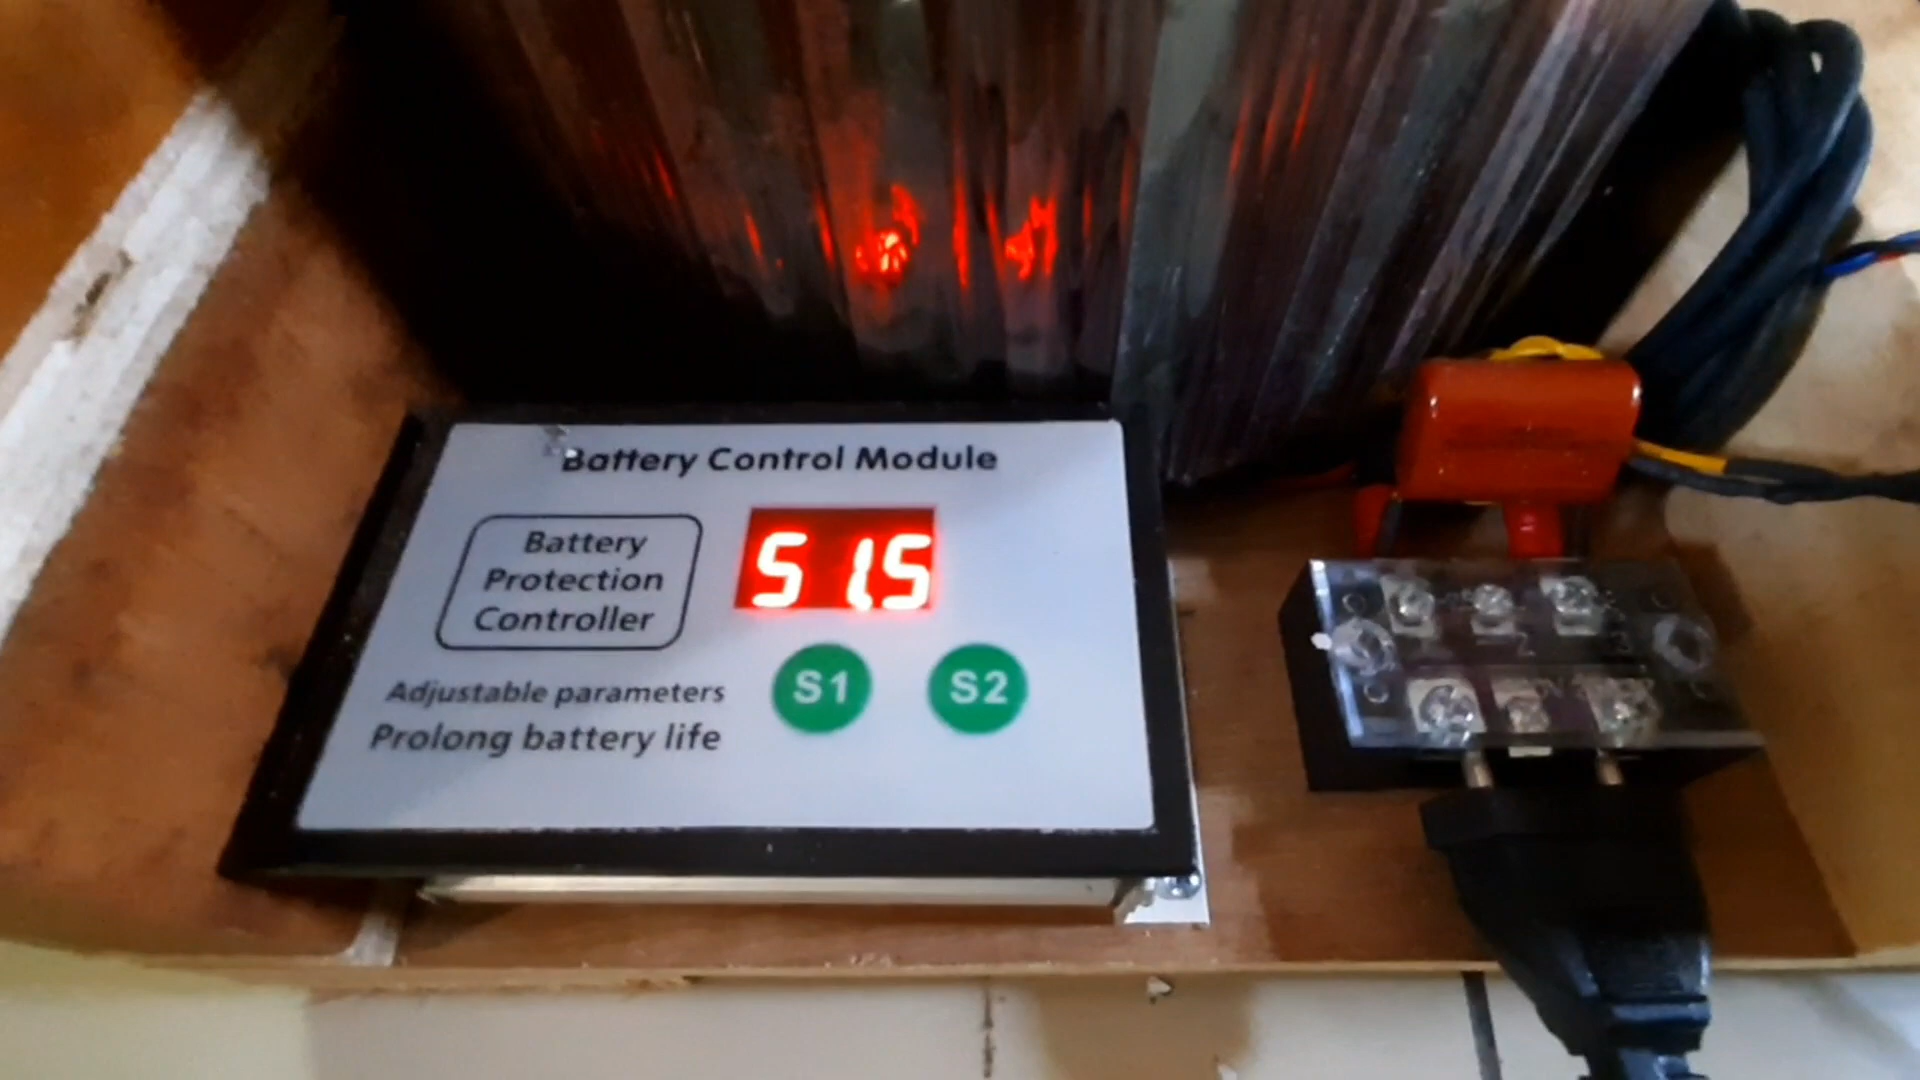 Battery Control Module
Battery
Protection
Controller
51.5
S1 S2
Adjustable parameters
Prolong battery life